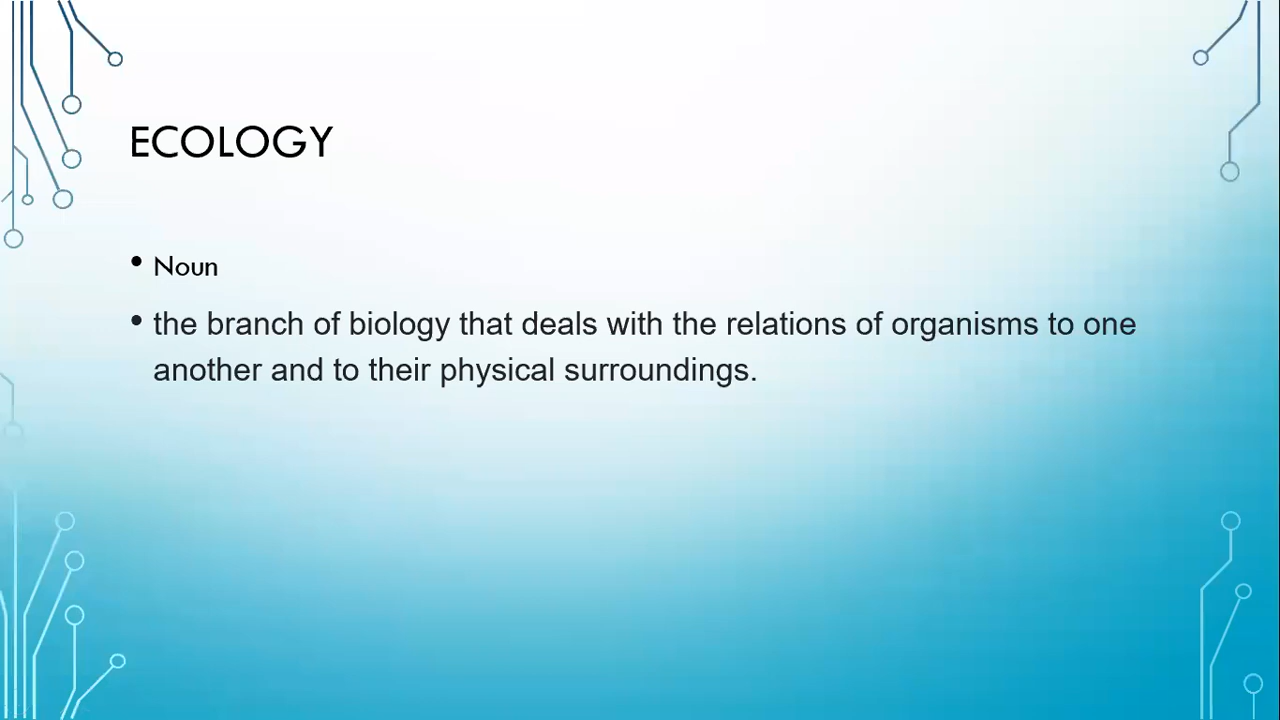 ECOLOGY
• Noun
• the branch of biology that deals with the relations of organisms to one
another and to their physical surroundings.